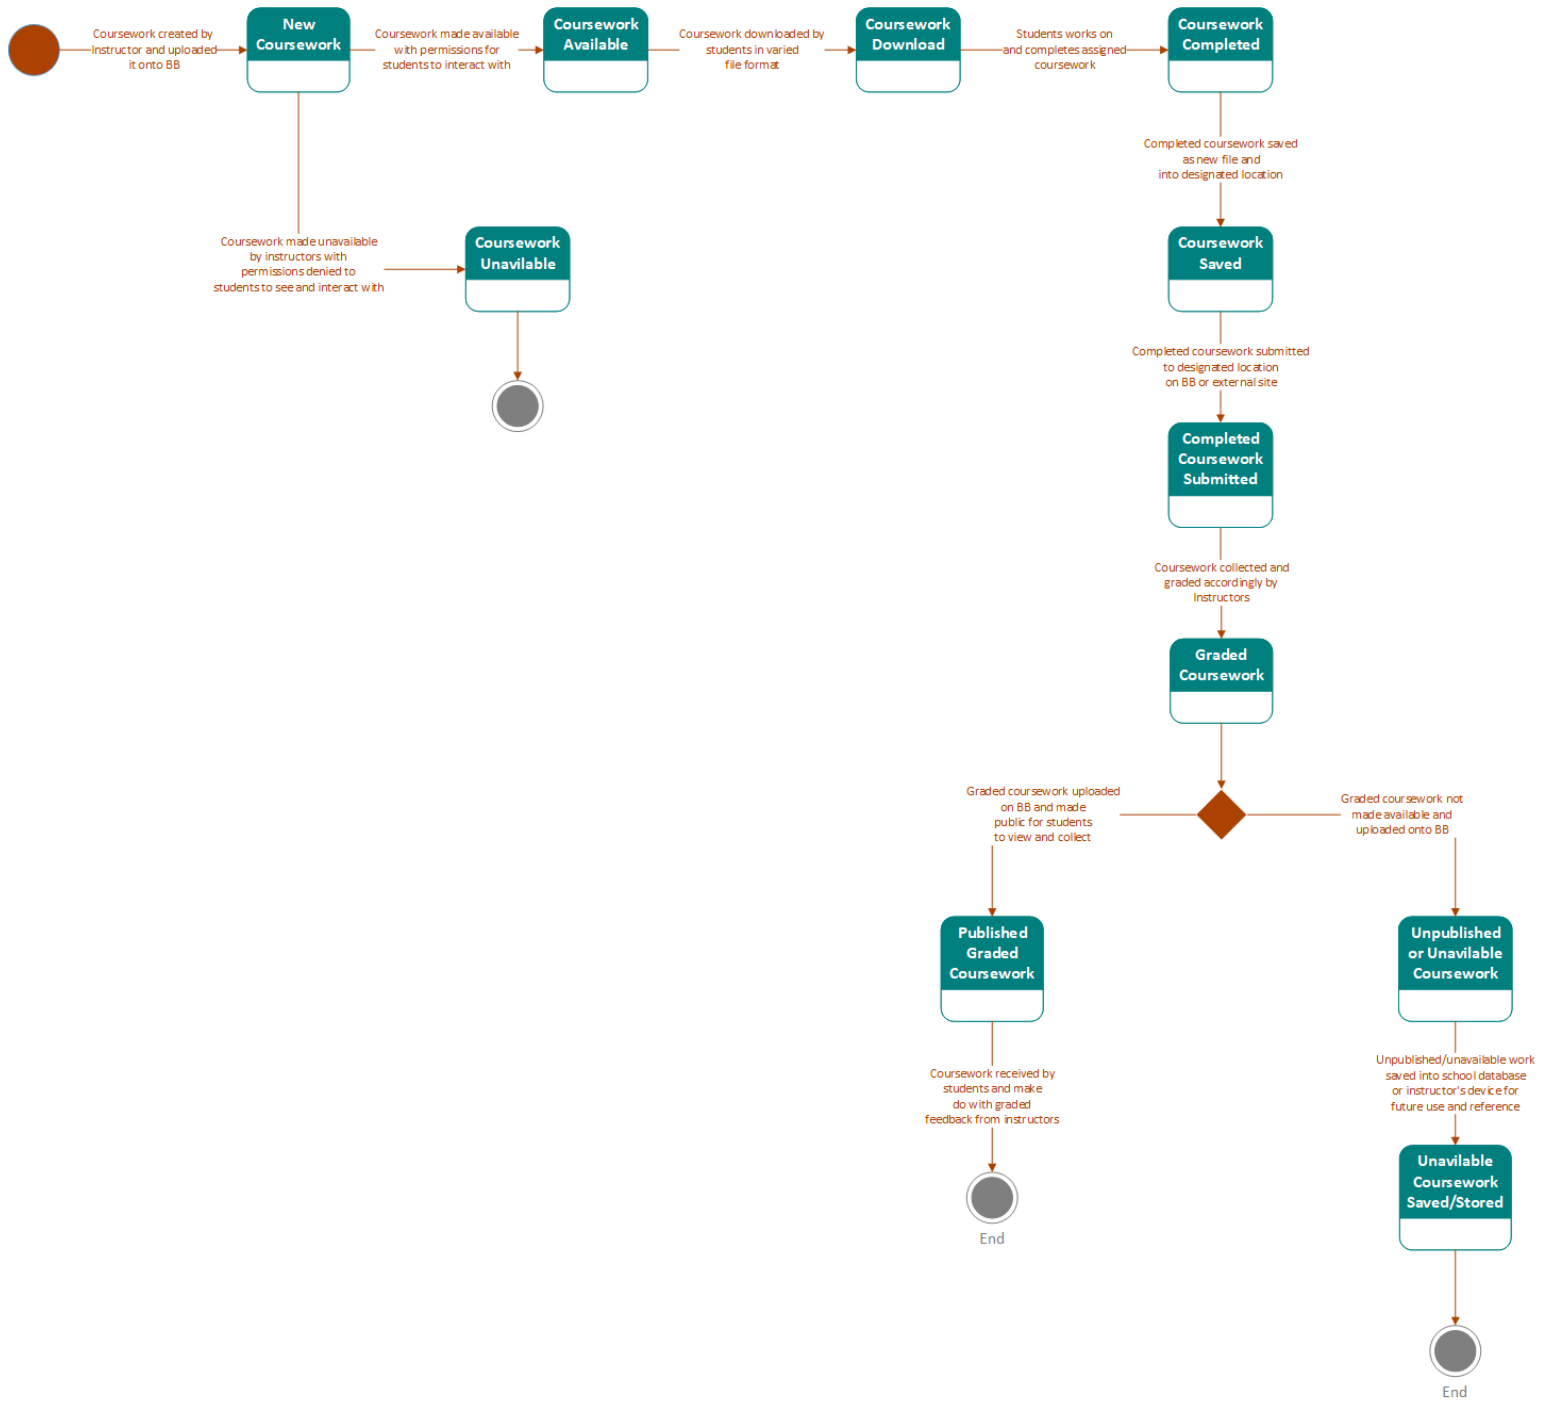 Coursework created by
Instructor and uploaded
it onto BB
New
Coursework
Coursework made available
with permissions for
students to interact with
Coursework
Available
Coursework downloaded by
students in varied
file format
Coursework
Download
Students works on
and completes assigned
coursework
Coursework
Completed
Completed coursework saved
as new file and
into designated location
Coursework made unavailable
by instructors with
permissions denied to
students to see and interact with
Coursework
Unavilable
Coursework
Saved
Completed coursework submitted
to designated location
on BB or external site
Completed
Coursework
Submitted
Coursework collected and
graded accordingly by
Instructors
Graded
Coursework
Graded coursework uploaded
on BB and made
public for students
to view and collect
Graded coursework not
made available and
uploaded onto BB
Published
Graded
Coursework
Unpublished
or Unavilable
Coursework
Coursework received by
students and make
do with graded
feedback from instructors
Unpublished/unavailable work
saved into school database
or instructor's device for
future use and reference
Unavilable
Coursework
Saved/Stored
End
End